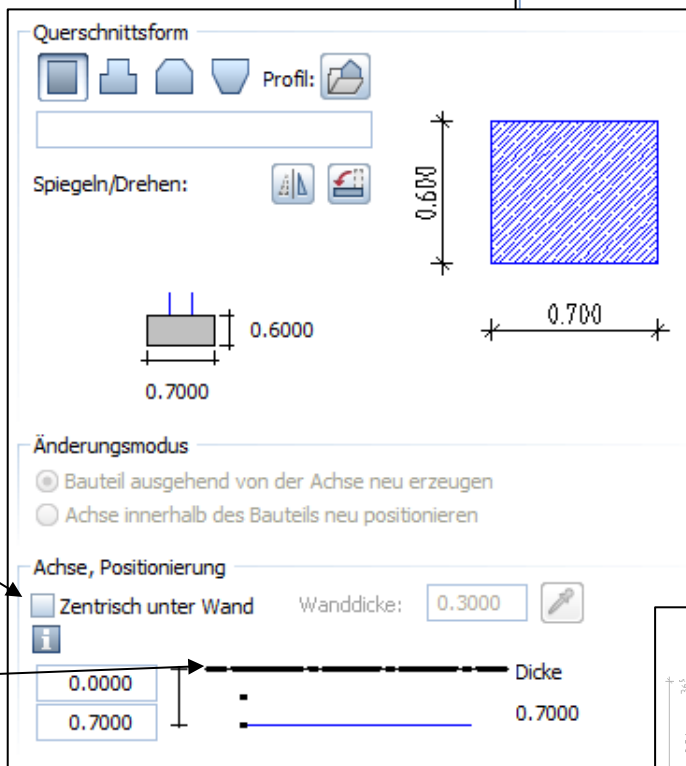 Querschnittsform
Profil:
Spiegeln/Drehen:
0.600
0.700
0.6000
0.7000
Änderungsmodus
Bauteil ausgehend von der Achse neu erzeugen
Achse innerhalb des Bauteils neu positionieren
Achse, Positionierung
Zentrisch unter Wand Wanddicke: 0.3000
i
0.0000 Dicke
0.7000 0.7000